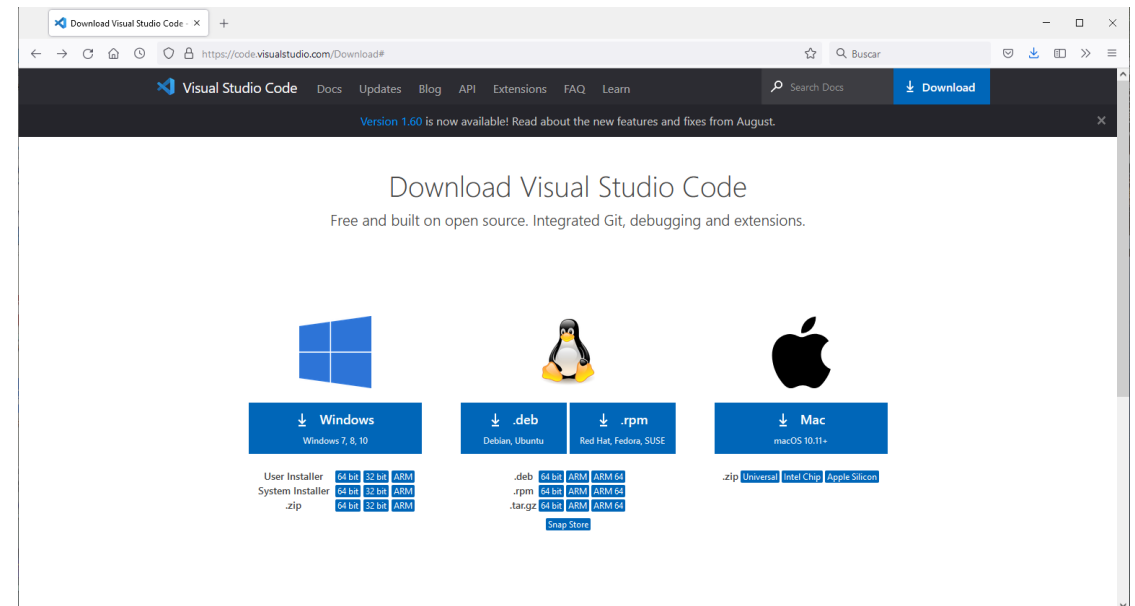 Download Visual Studio Code -
https://code.visualstudio.com/Download#
Buscar
Visual Studio Code Docs Updates Blog API Extensions FAQ Learn Search Docs Download
Version 1.60 is now available! Read about the new features and fixes from August.
Download Visual Studio Code
Free and built on open source. Integrated Git, debugging and extensions.
Windows
Windows 7, 8, 10
User Installer 64 bit 32 bit ARM
System Installer 64 bit 32 bit ARM
.zip 64 bit 32 bit ARM
.deb
Debian, Ubuntu
.rpm
Red Hat, Fedora, SUSE
.deb 64 bit ARM ARM 64
.rpm 64 bit ARM ARM 64
.tar.gz 64 bit ARM ARM 64
Snap Store
Mac
macOS 10.11+
.zip Universal Intel Chip Apple Silicon